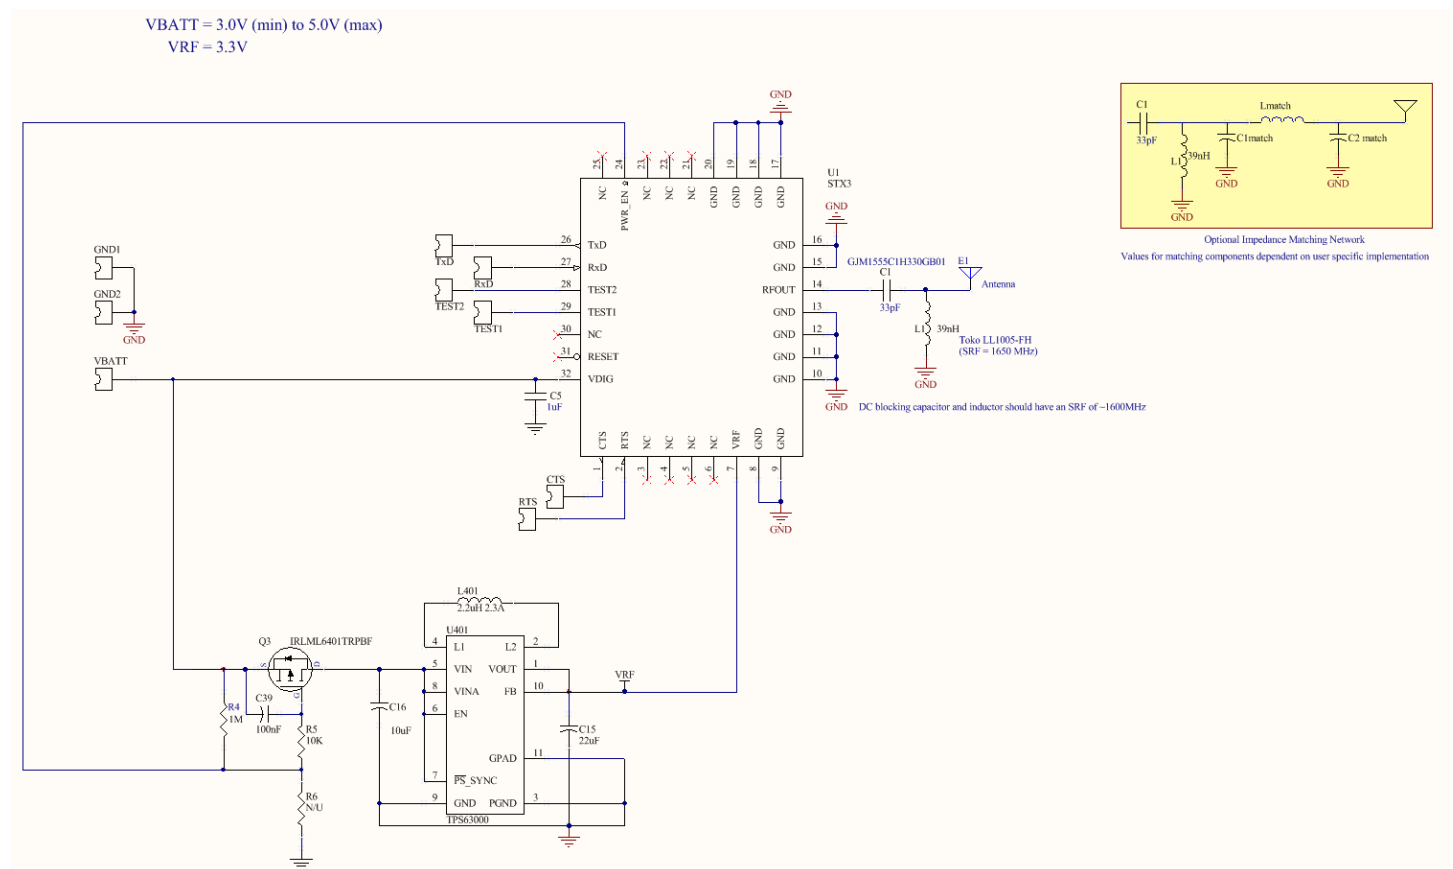 VBATT = 3.0V (min) to 5.0V (max)
VRF = 3.3V
GND
C1
33pF
L1
39nH
GND
C1match
GND
Lmatch
C2 match
GND
Optional Impedance Matching Network
Values for matching components dependent on user specific implementation
25
24
23
22
21
20
19
18
17
NC
PWR_EN
NC
NC
NC
GND
GND
GND
GND
U1
STX3
GND
TxD
26
TxD
RxD
27
RxD
TEST2
28
TEST2
TEST1
29
TEST1
30
NC
31
RESET
32
VDIG
GND
16
GND
15
RFOUT
14
GND
13
GND
12
GND
11
GND
10
GND
GJM1555C1H330GB01
C1
33pF
E1
Antenna
L1
39nH
Toko LL1005-FH
(SRF = 1650 MHz)
GND
DC blocking capacitor and inductor should have an SRF of ~1600MHz
GND1
GND2
GND
VBATT
C5
1uF
CTS
RTS
NC
NC
NC
NC
VRF
GND
GND
1
2
3
4
5
6
7
8
9
CTS
RTS
GND
L401
2.2uH 2.3A
U401
4
L1
L2
2
5
VIN
VOUT
1
8
VINA
FB
10
6
EN
GPAD
11
7
PS_SYNC
9
GND
PGND
3
TPS63000
Q3
IRLML6401TRPBF
S
D
G
R4
1M
C39
100nF
R5
10K
R6
N/U
C16
10uF
VRF
C15
22uF